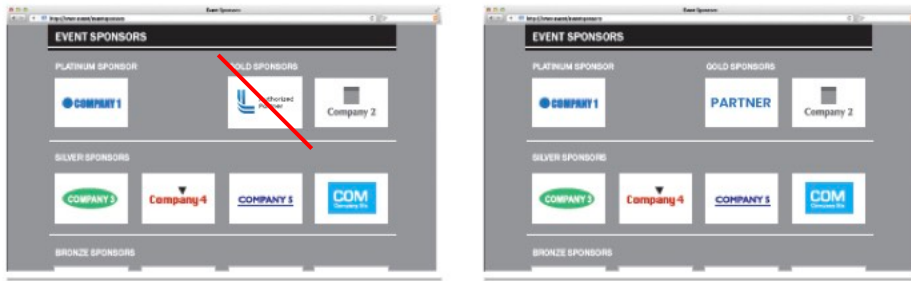 Event Sponsors
EVENT SPONSORS
PLATINUM SPONSOR
GOLD SPONSORS
COMPANY 1
Authorized
Partner
Company 2
SILVER SPONSORS
COMPANY 3
Company 4
COMPANY 5
COM
BRONZE SPONSORS
Event Sponsors
EVENT SPONSORS
PLATINUM SPONSOR
GOLD SPONSORS
COMPANY 1
PARTNER
Company 2
SILVER SPONSORS
COMPANY 3
Company 4
COMPANY 5
COM
BRONZE SPONSORS